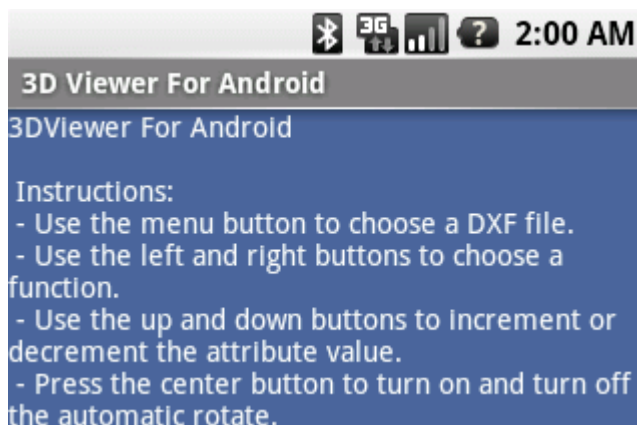 3G
? 2:00 AM
3D Viewer For Android
3DViewer For Android
Instructions:
- Use the menu button to choose a DXF file.
- Use the left and right buttons to choose a
function.
- Use the up and down buttons to increment or
decrement the attribute value.
- Press the center button to turn on and turn off
the automatic rotate.